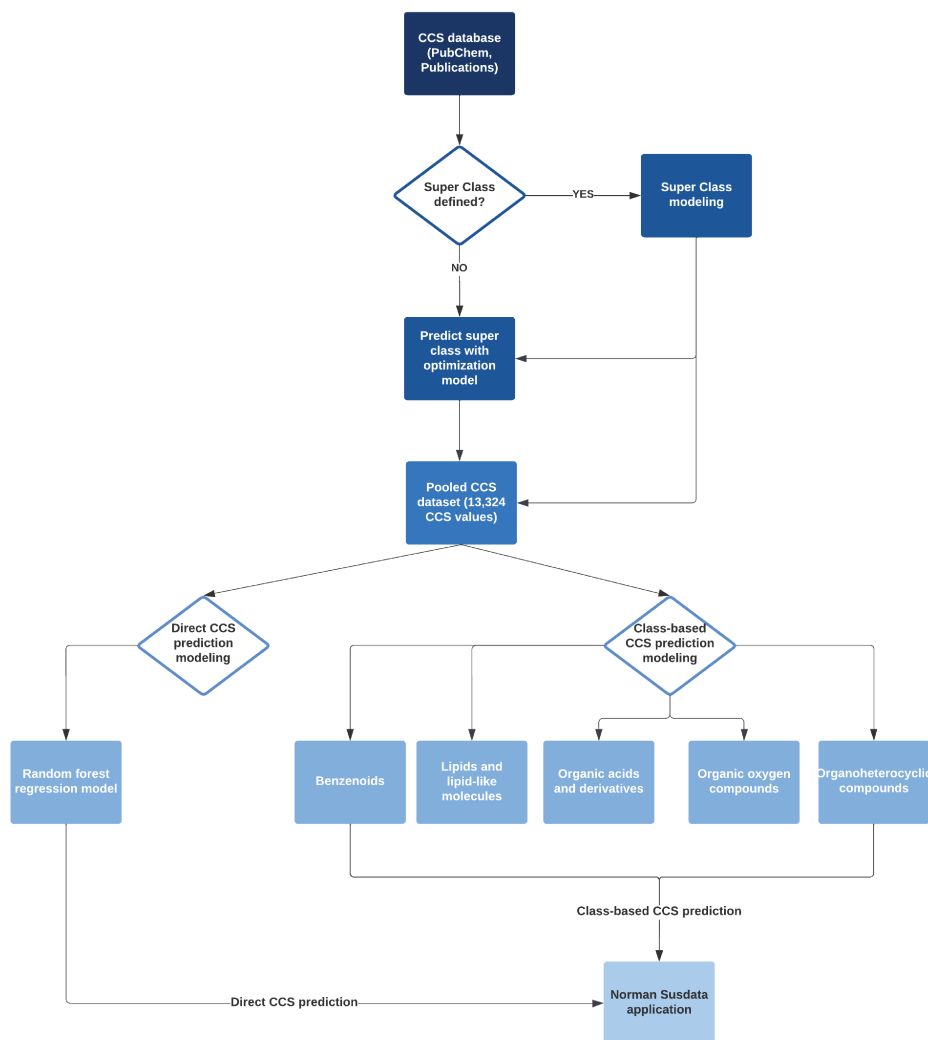 CCS database
(PubChem,
Publications)
Super Class
defined?
YES
Super Class
modeling
NO
Predict super
class with
optimization
model
Pooled CCS
dataset (13,324
CCS values)
Direct CCS
prediction
modeling
Class-based
CCS prediction
modeling
Random forest
regression model
Benzenoids
Lipids and
lipid-like
molecules
Organic acids
and derivatives
Organic oxygen
compounds
Organoheterocyclic
compounds
Class-based CCS prediction
Direct CCS prediction
Norman Susdata
application